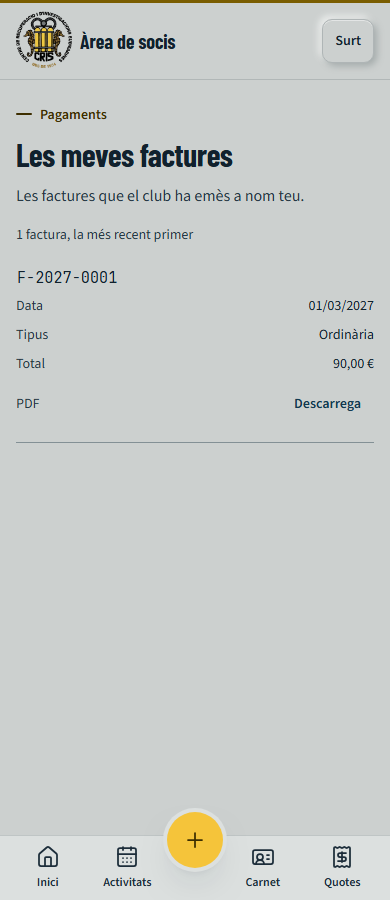 CRIS
Àrea de socis
Surt
Pagaments
Les meves factures
Les factures que el club ha emès a nom teu.
1 factura, la més recent primer
F-2027-0001
Data 01/03/2027
Tipus Ordinària
Total 90,00 €
PDF Descarrega
Inici Activitats Carnet Quotes